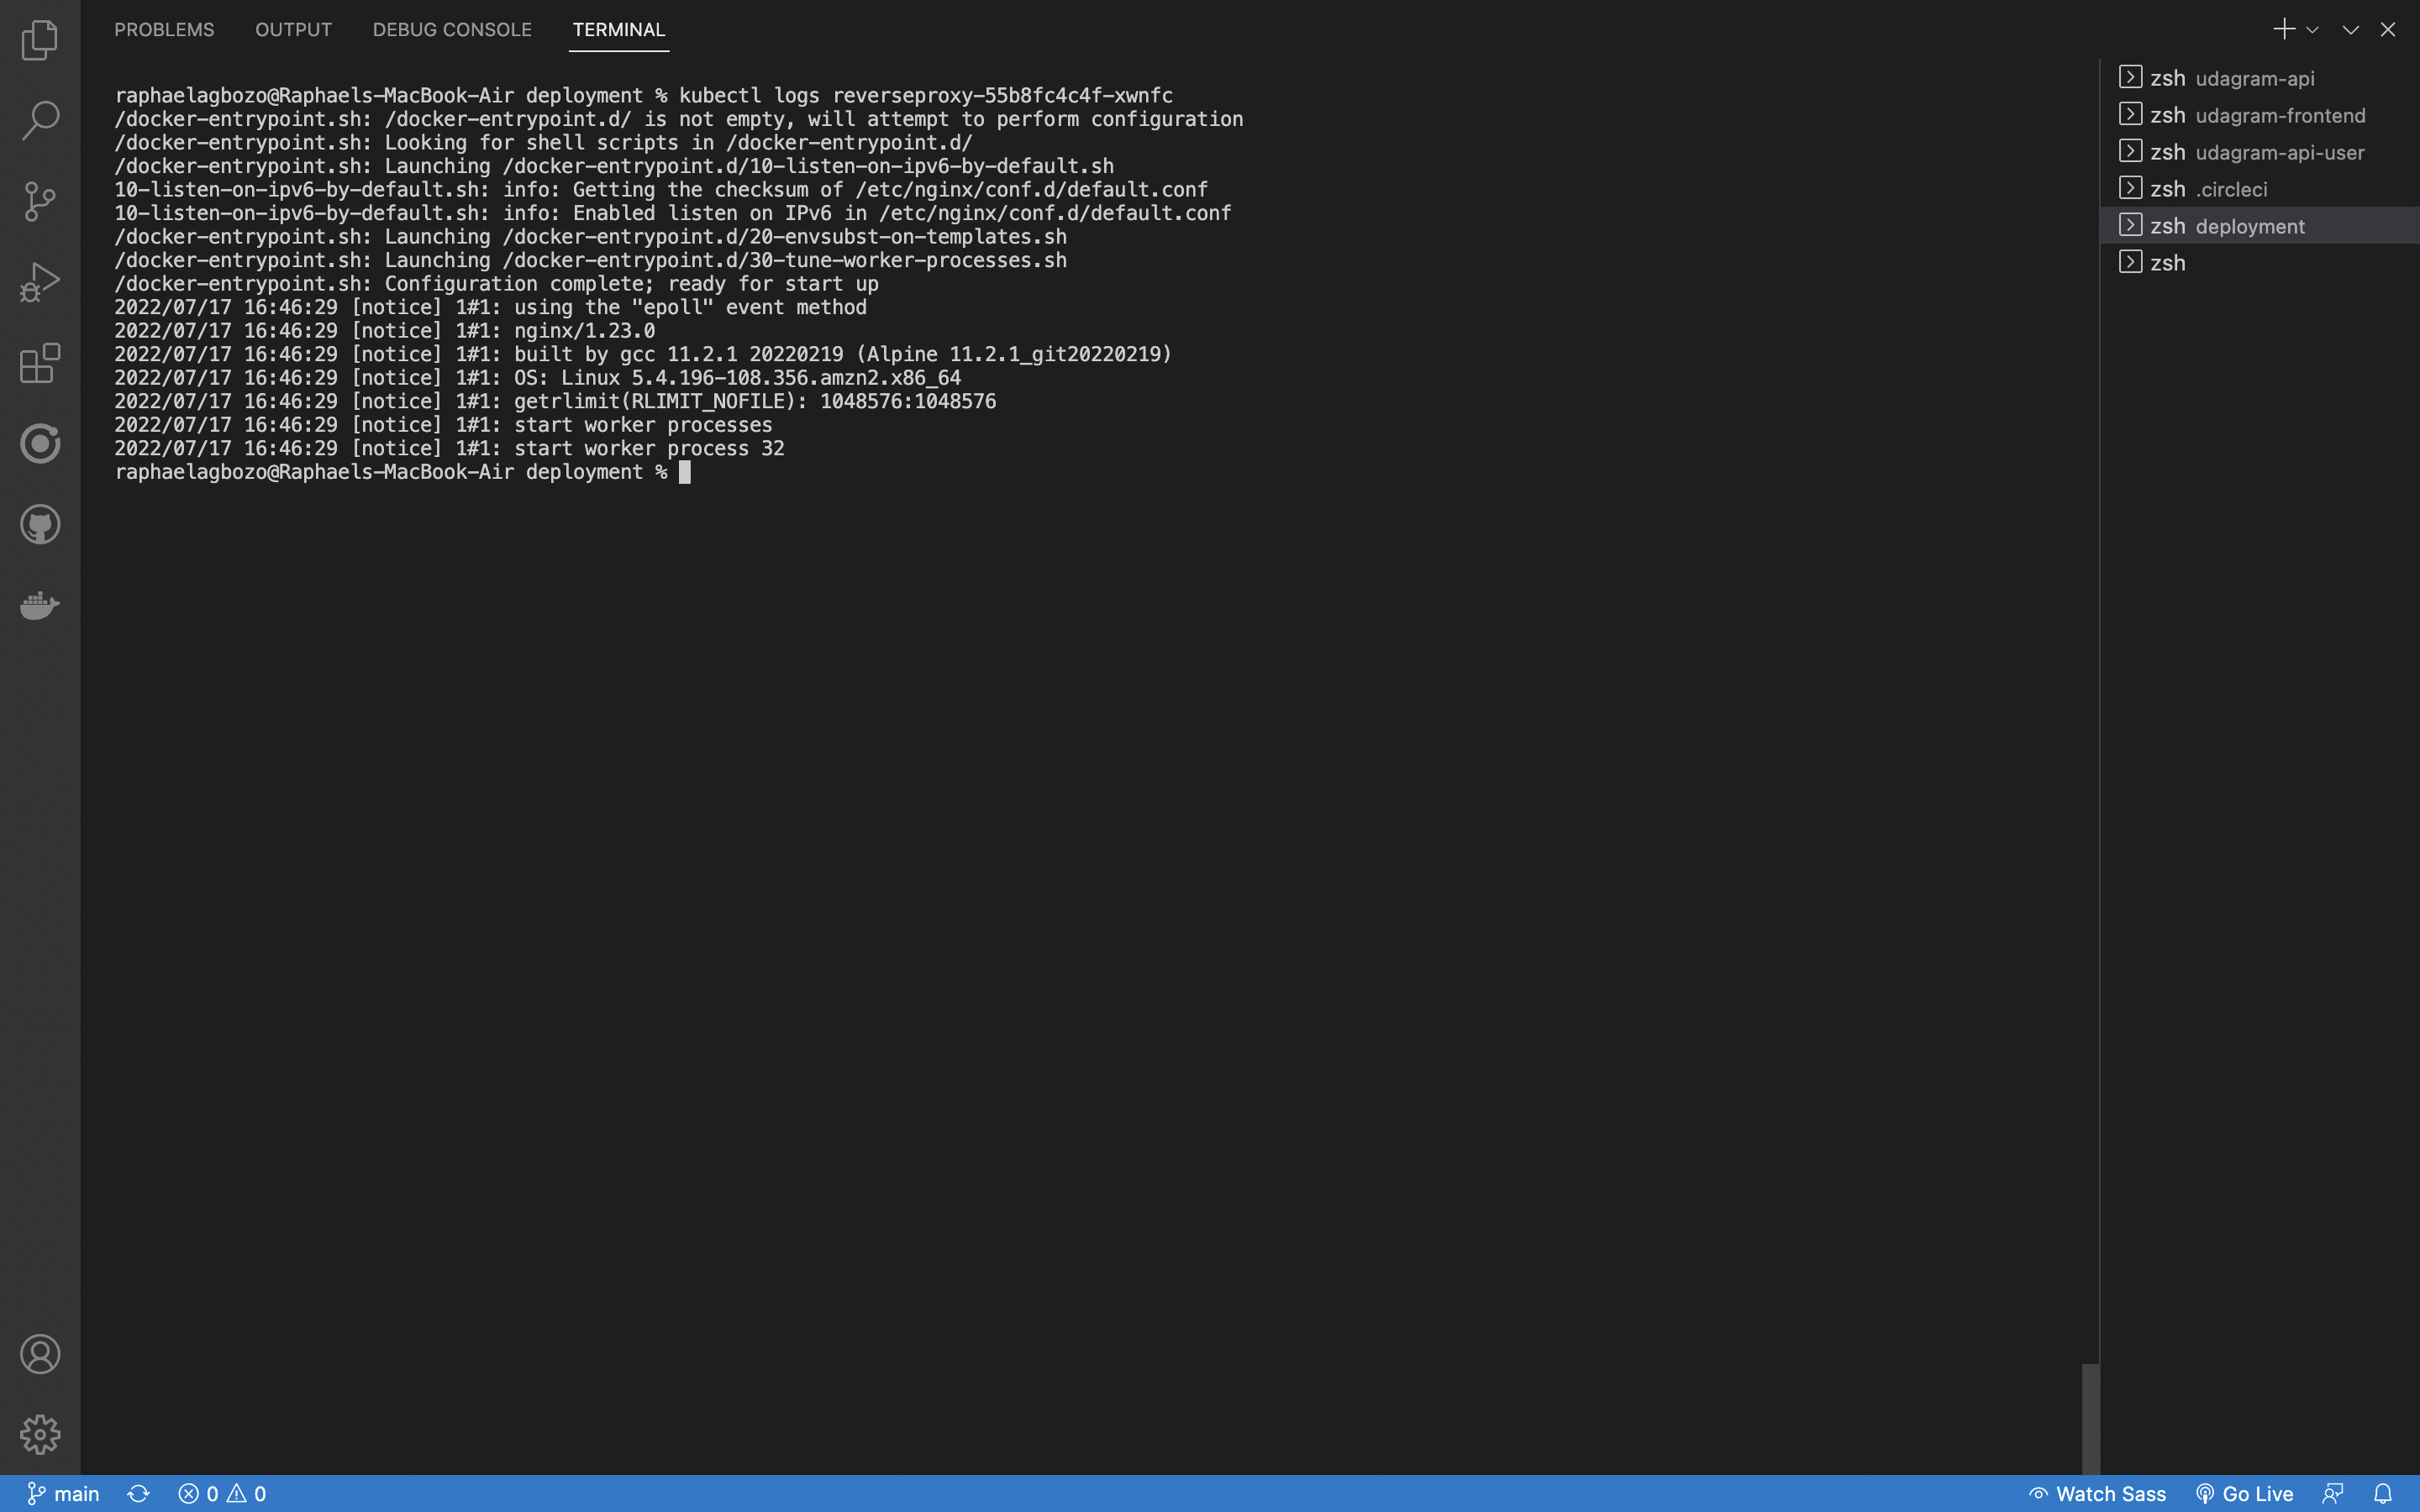 PROBLEMS OUTPUT DEBUG CONSOLE TERMINAL
raphaelagbozo@Raphaels-MacBook-Air deployment % kubectl logs reverseproxy-55b8fc4c4f-xwnfc
/docker-entrypoint.sh: /docker-entrypoint.d/ is not empty, will attempt to perform configuration
/docker-entrypoint.sh: Looking for shell scripts in /docker-entrypoint.d/
/docker-entrypoint.sh: Launching /docker-entrypoint.d/10-listen-on-ipv6-by-default.sh
10-listen-on-ipv6-by-default.sh: info: Getting the checksum of /etc/nginx/conf.d/default.conf
10-listen-on-ipv6-by-default.sh: info: Enabled listen on IPv6 in /etc/nginx/conf.d/default.conf
/docker-entrypoint.sh: Launching /docker-entrypoint.d/20-envsubst-on-templates.sh
/docker-entrypoint.sh: Launching /docker-entrypoint.d/30-tune-worker-processes.sh
/docker-entrypoint.sh: Configuration complete; ready for start up
2022/07/17 16:46:29 [notice] 1#1: using the "epoll" event method
2022/07/17 16:46:29 [notice] 1#1: nginx/1.23.0
2022/07/17 16:46:29 [notice] 1#1: built by gcc 11.2.1 20220219 (Alpine 11.2.1_git20220219)
2022/07/17 16:46:29 [notice] 1#1: OS: Linux 5.4.196-108.356.amzn2.x86_64
2022/07/17 16:46:29 [notice] 1#1: getrlimit(RLIMIT_NOFILE): 1048576:1048576
2022/07/17 16:46:29 [notice] 1#1: start worker processes
2022/07/17 16:46:29 [notice] 1#1: start worker process 32
raphaelagbozo@Raphaels-MacBook-Air deployment %
zsh udagram-api
zsh udagram-frontend
zsh udagram-api-user
zsh .circleci
zsh deployment
zsh
main 0 0 Watch Sass Go Live